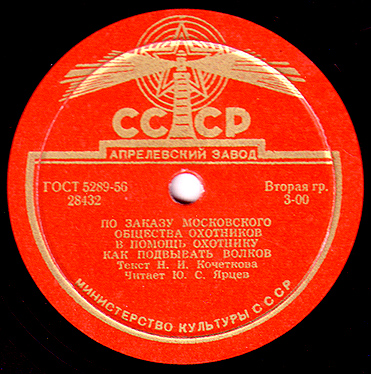 СССР
АПРЕЛЕВСКИЙ ЗАВОД
ГОСТ 5289-56
28432
Вторая гр.
3-00
ПО ЗАКАЗУ МОСКОВСКОГО
ОБЩЕСТВА ОХОТНИКОВ
В ПОМОЩЬ ОХОТНИКУ
КАК ПОДВЫВАТЬ ВОЛКОВ
Текст Н. И. Кочеткова
Читает Ю. С. Ярцев
МИНИСТЕРСТВО КУЛЬТУРЫ СССР